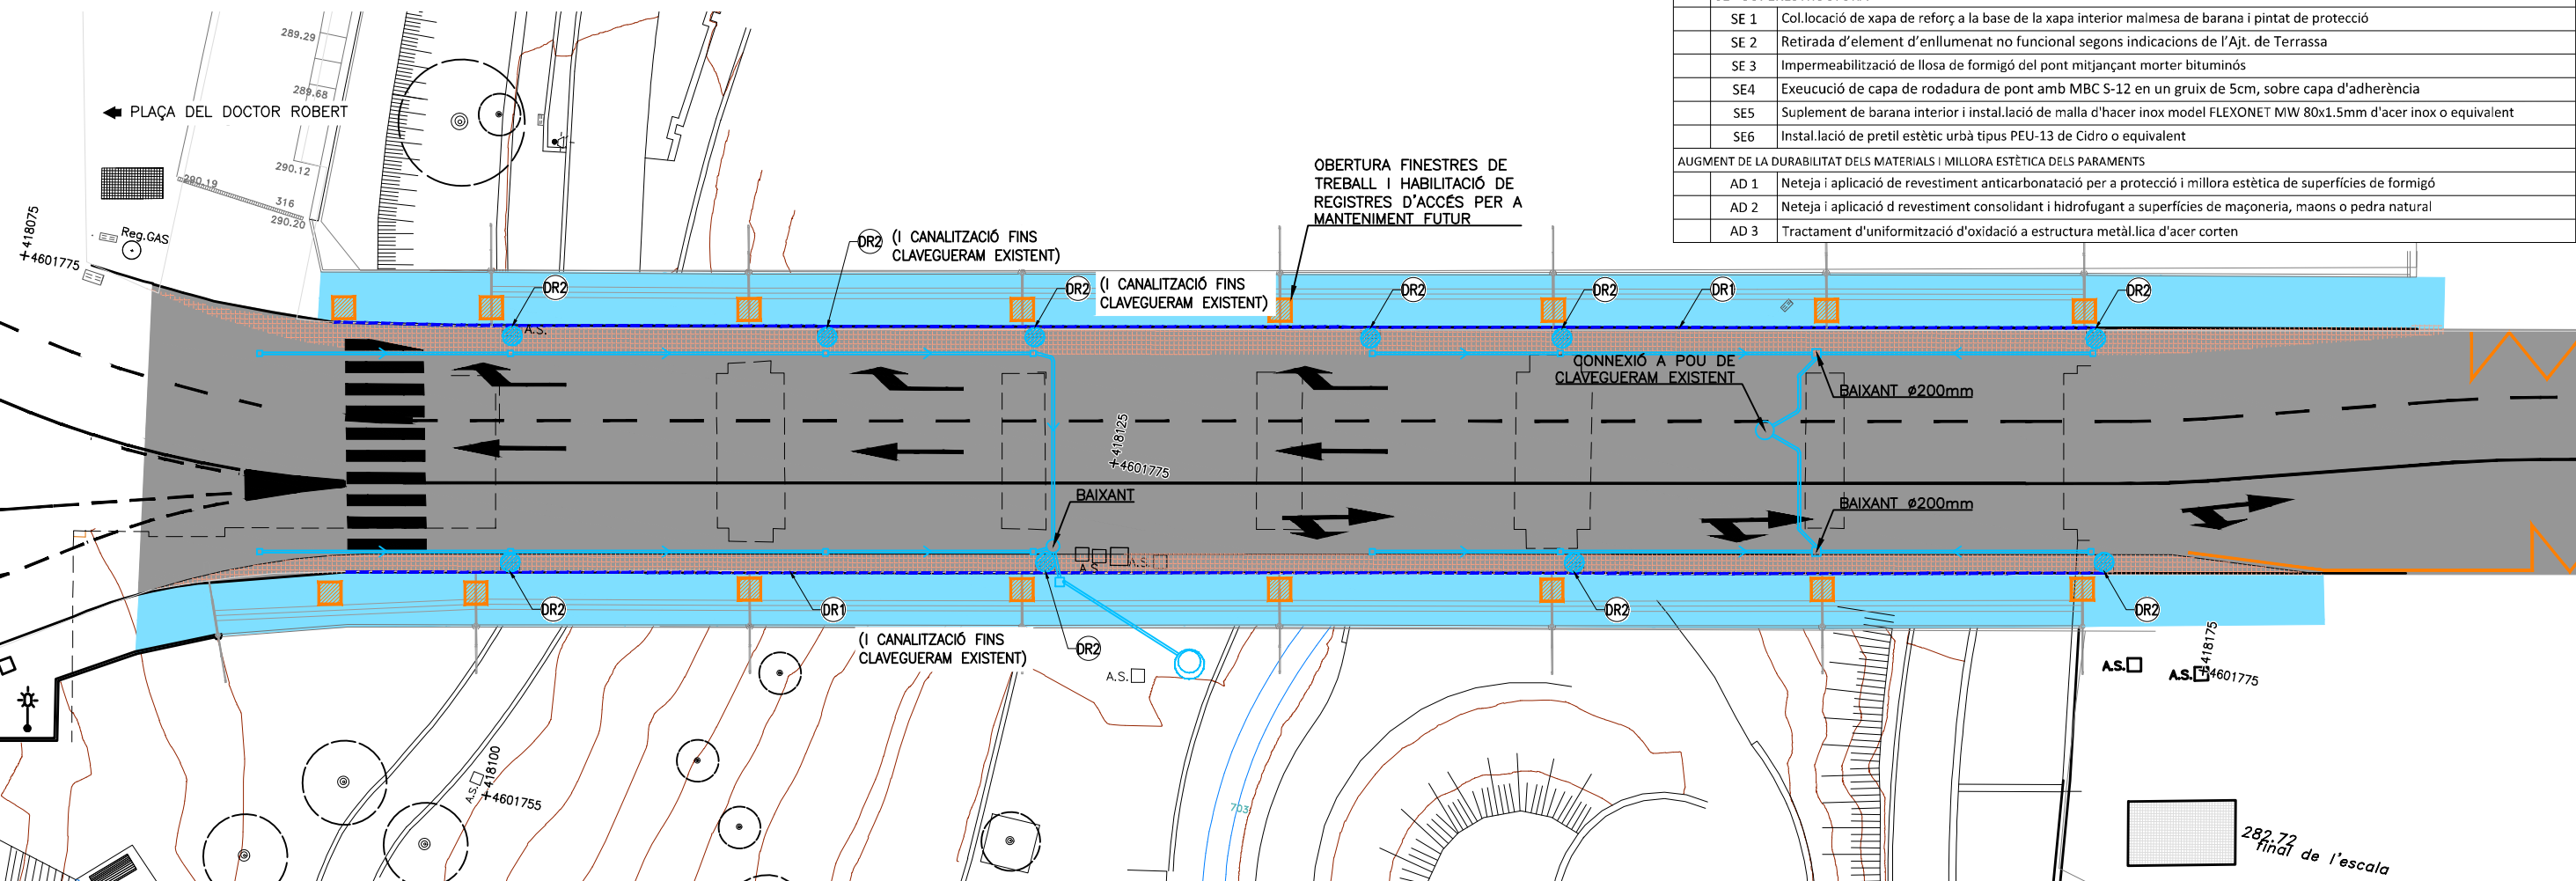 SE 1 Col.locació de xapa de reforç a la base de la xapa interior malmesa de barana i pintat de protecció
SE 2 Retirada d'element d'enllumenat no funcional segons indicacions de l'Ajt. de Terrassa
SE 3 Impermeabilització de llosa de formigó del pont mitjançant morter bituminós
SE4 Exeucució de capa de rodadura de pont amb MBC S-12 en un gruix de 5cm, sobre capa d'adherència
SE5 Suplement de barana interior i instal.lació de malla d'hacer inox model FLEXONET MW 80x1.5mm d'acer inox o equivalent
SE6 Instal.lació de pretil estètic urbà tipus PEU-13 de Cidro o equivalent
AUGMENT DE LA DURABILITAT DELS MATERIALS I MILLORA ESTÈTICA DELS PARAMENTS
AD 1 Neteja i aplicació de revestiment anticarbonatació per a protecció i millora estètica de superfícies de formigó
AD 2 Neteja i aplicació d revestiment consolidant i hidrofugant a superfícies de maçoneria, maons o pedra natural
AD 3 Tractament d'uniformització d'oxidació a estructura metàl.lica d'acer corten
289.29
289.68
PLAÇA DEL DOCTOR ROBERT
290.12
290.19
316
290.20
+418075
+4601775
Reg.GAS
OBERTURA FINESTRES DE
TREBALL I HABILITACIÓ DE
REGISTRES D'ACCÉS PER A
MANTENIMENT FUTUR
DR2 (I CANALITZACIÓ FINS
CLAVEGUERAM EXISTENT)
DR2
DR2 (I CANALITZACIÓ FINS
CLAVEGUERAM EXISTENT)
DR2
DR2
DR1
DR2
A.S.
CONNEXIÓ A POU DE
CLAVEGUERAM EXISTENT
BAIXANT ø200mm
+418125
+4601775
BAIXANT
BAIXANT ø200mm
A.S.
A.S.
DR2
DR1
DR2
DR2
(I CANALITZACIÓ FINS
CLAVEGUERAM EXISTENT)
DR2
A.S.
A.S.
A.S.
+418175
+4601775
A.S.
+418100
+4601755
703
282.72
final de l'escala